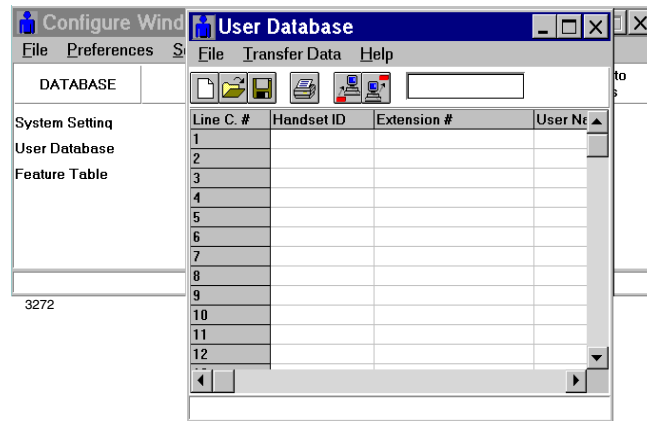 Configure Wind
File Preferences S
DATABASE
System Setting
User Database
Feature Table
3272
User Database
File Transfer Data Help
Line C. # Handset ID Extension # User Na
1
2
3
4
5
6
7
8
9
10
11
12
to